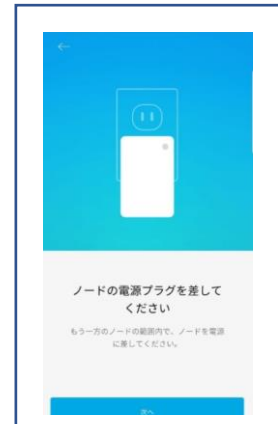 ノードの電源プラグを差して
ください
もう一方のノードの範囲内で、ノードを電源
に差してください。
次へ